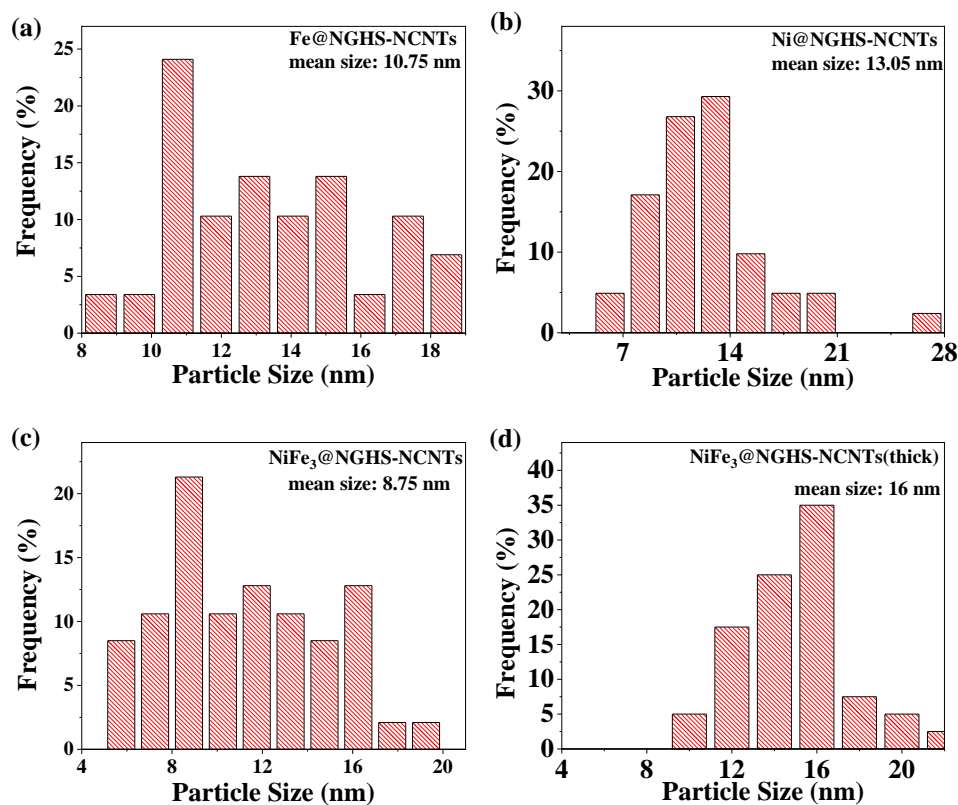 (a)
Fe@NGHS-NCNTs
mean size: 10.75 nm
Frequency (%)
25
20
15
10
5
0
8 10 12 14 16 18
Particle Size (nm)
(b)
Ni@NGHS-NCNTs
mean size: 13.05 nm
Frequency (%)
30
20
10
0
7 14 21 28
Particle Size (nm)
(c)
NiFe₃@NGHS-NCNTs
mean size: 8.75 nm
Frequency (%)
20
15
10
5
0
4 8 12 16 20
Particle Size (nm)
(d)
NiFe₃@NGHS-NCNTs(thick)
mean size: 16 nm
Frequency (%)
40
35
30
25
20
15
10
5
0
4 8 12 16 20
Particle Size (nm)